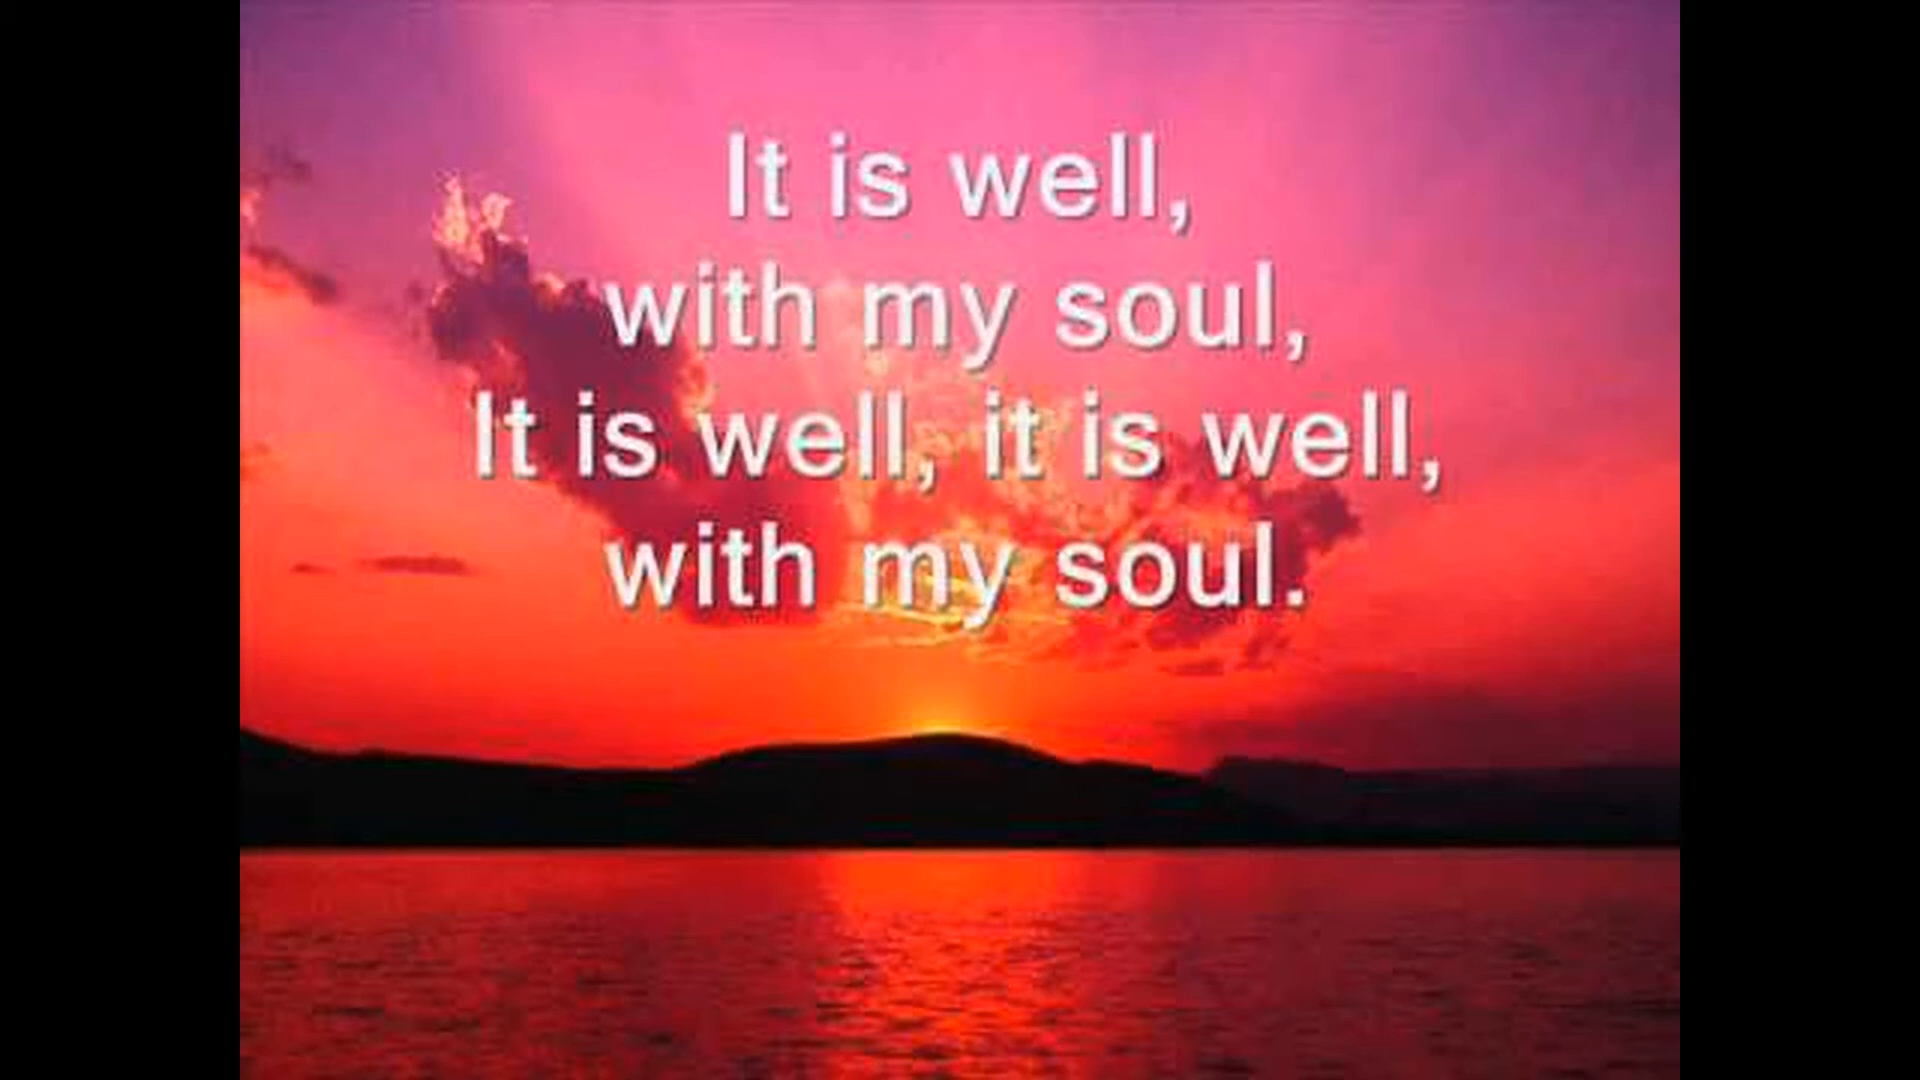 It is well,
with my soul,
It is well, it is well,
with my soul.